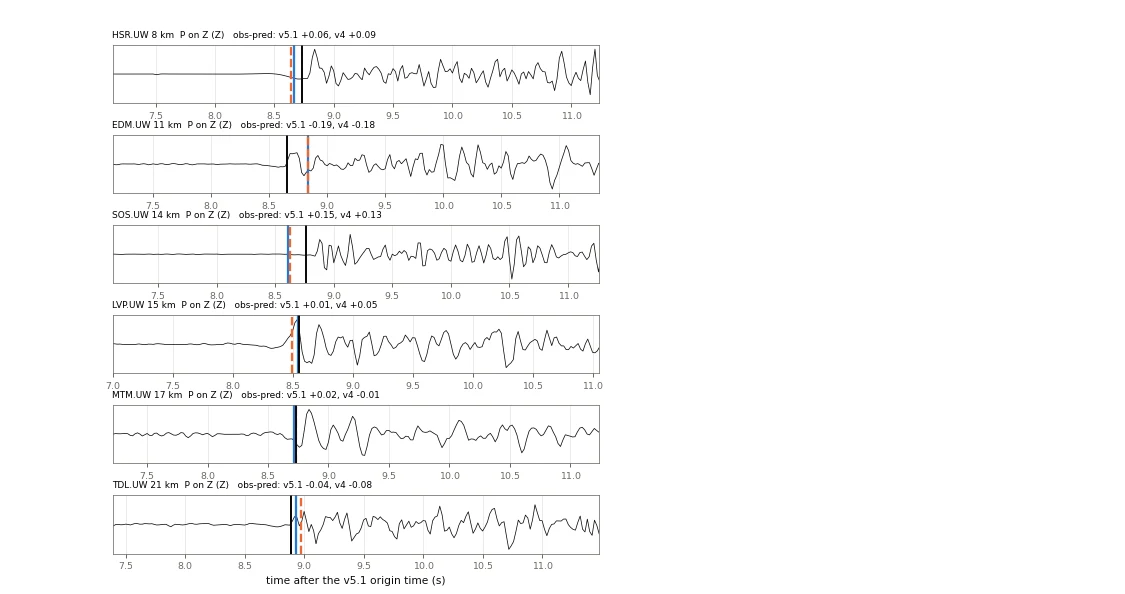 HSR.UW 8 km P on Z (Z) obs-pred: v5.1 +0.06, v4 +0.09
7.5 8.0 8.5 9.0 9.5 10.0 10.5 11.0
EDM.UW 11 km P on Z (Z) obs-pred: v5.1 -0.19, v4 -0.18
7.5 8.0 8.5 9.0 9.5 10.0 10.5 11.0
SOS.UW 14 km P on Z (Z) obs-pred: v5.1 +0.15, v4 +0.13
7.5 8.0 8.5 9.0 9.5 10.0 10.5 11.0
LVP.UW 15 km P on Z (Z) obs-pred: v5.1 +0.01, v4 +0.05
7.0 7.5 8.0 8.5 9.0 9.5 10.0 10.5 11.0
MTM.UW 17 km P on Z (Z) obs-pred: v5.1 +0.02, v4 -0.01
7.5 8.0 8.5 9.0 9.5 10.0 10.5 11.0
TDL.UW 21 km P on Z (Z) obs-pred: v5.1 -0.04, v4 -0.08
7.5 8.0 8.5 9.0 9.5 10.0 10.5 11.0
time after the v5.1 origin time (s)